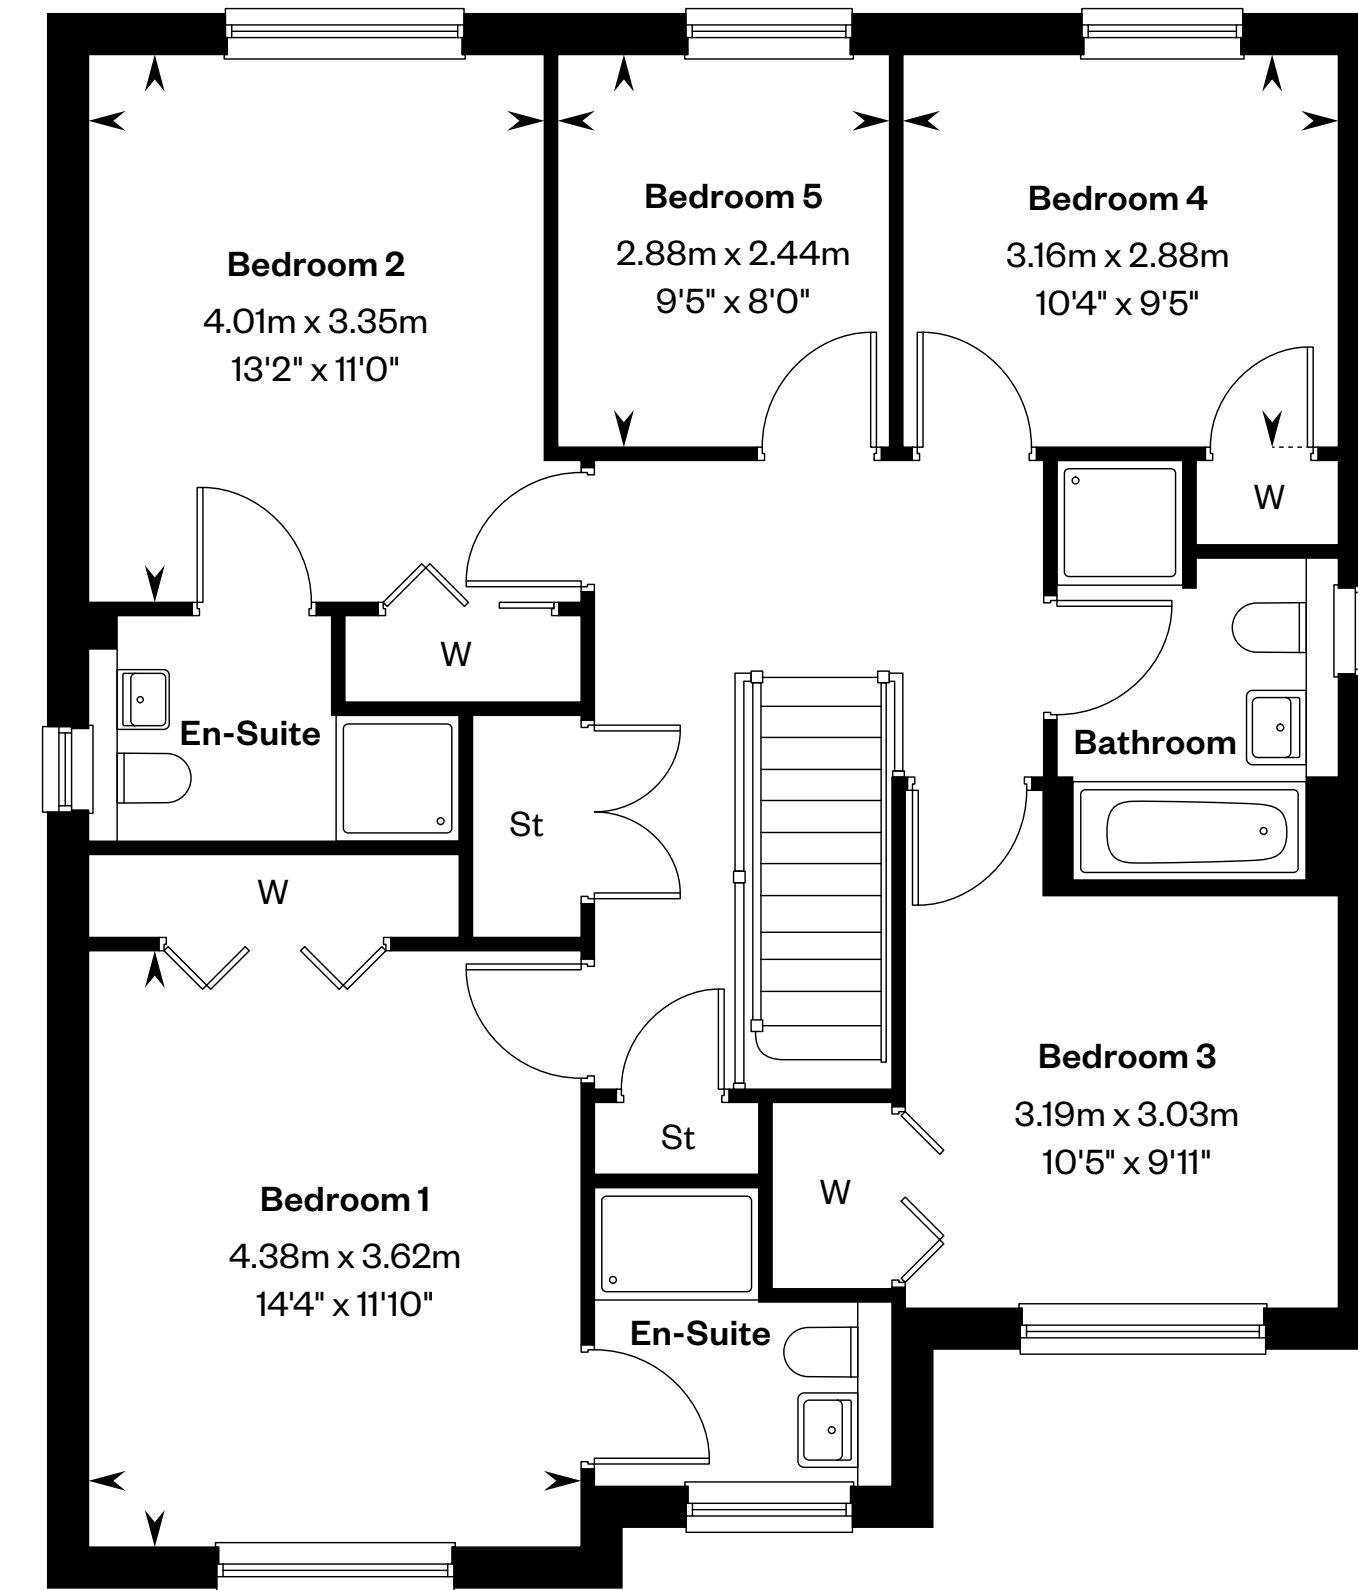 Bedroom 2
4.01m x 3.35m
13'2" x 11'0"
Bedroom 5
2.88m x 2.44m
9'5" x 8'0"
Bedroom 4
3.16m x 2.88m
10'4" x 9'5"
W
W
En-Suite
Bathroom
St
W
Bedroom 3
3.19m x 3.03m
10'5" x 9'11"
St
W
Bedroom 1
4.38m x 3.62m
14'4" x 11'10"
En-Suite